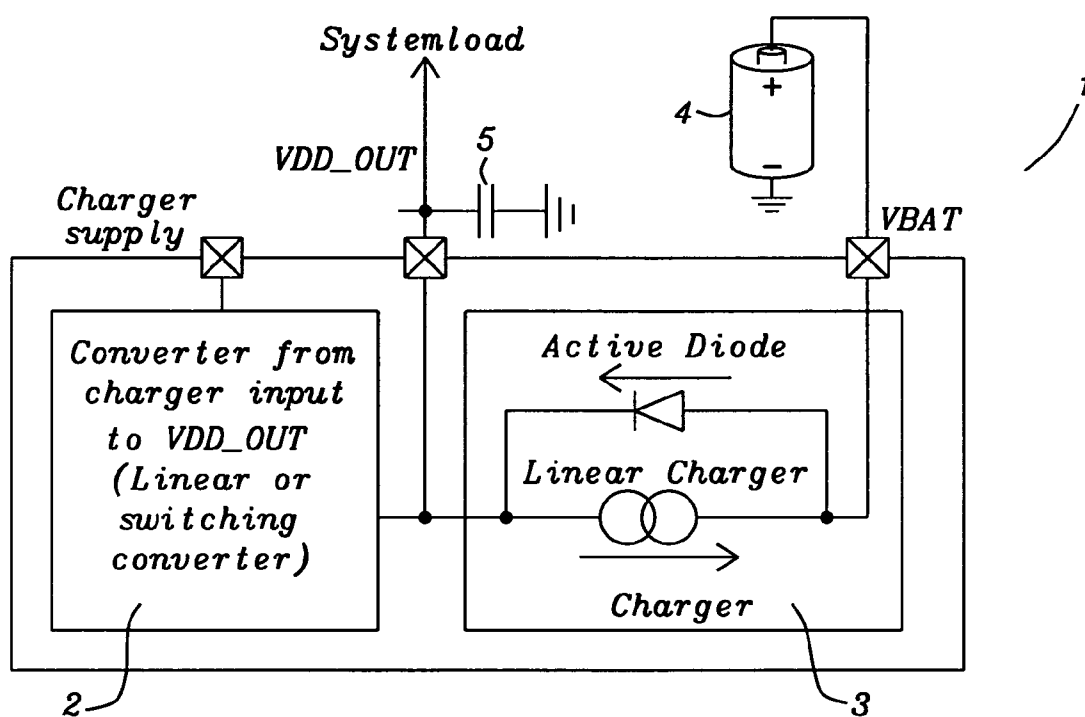 Systemload
1
4
+
-
5
VDD_OUT
Charger
supply
VBAT
Converter from
charger input
to VDD_OUT
(Linear or
switching
converter)
Active Diode
Linear Charger
Charger
2
3